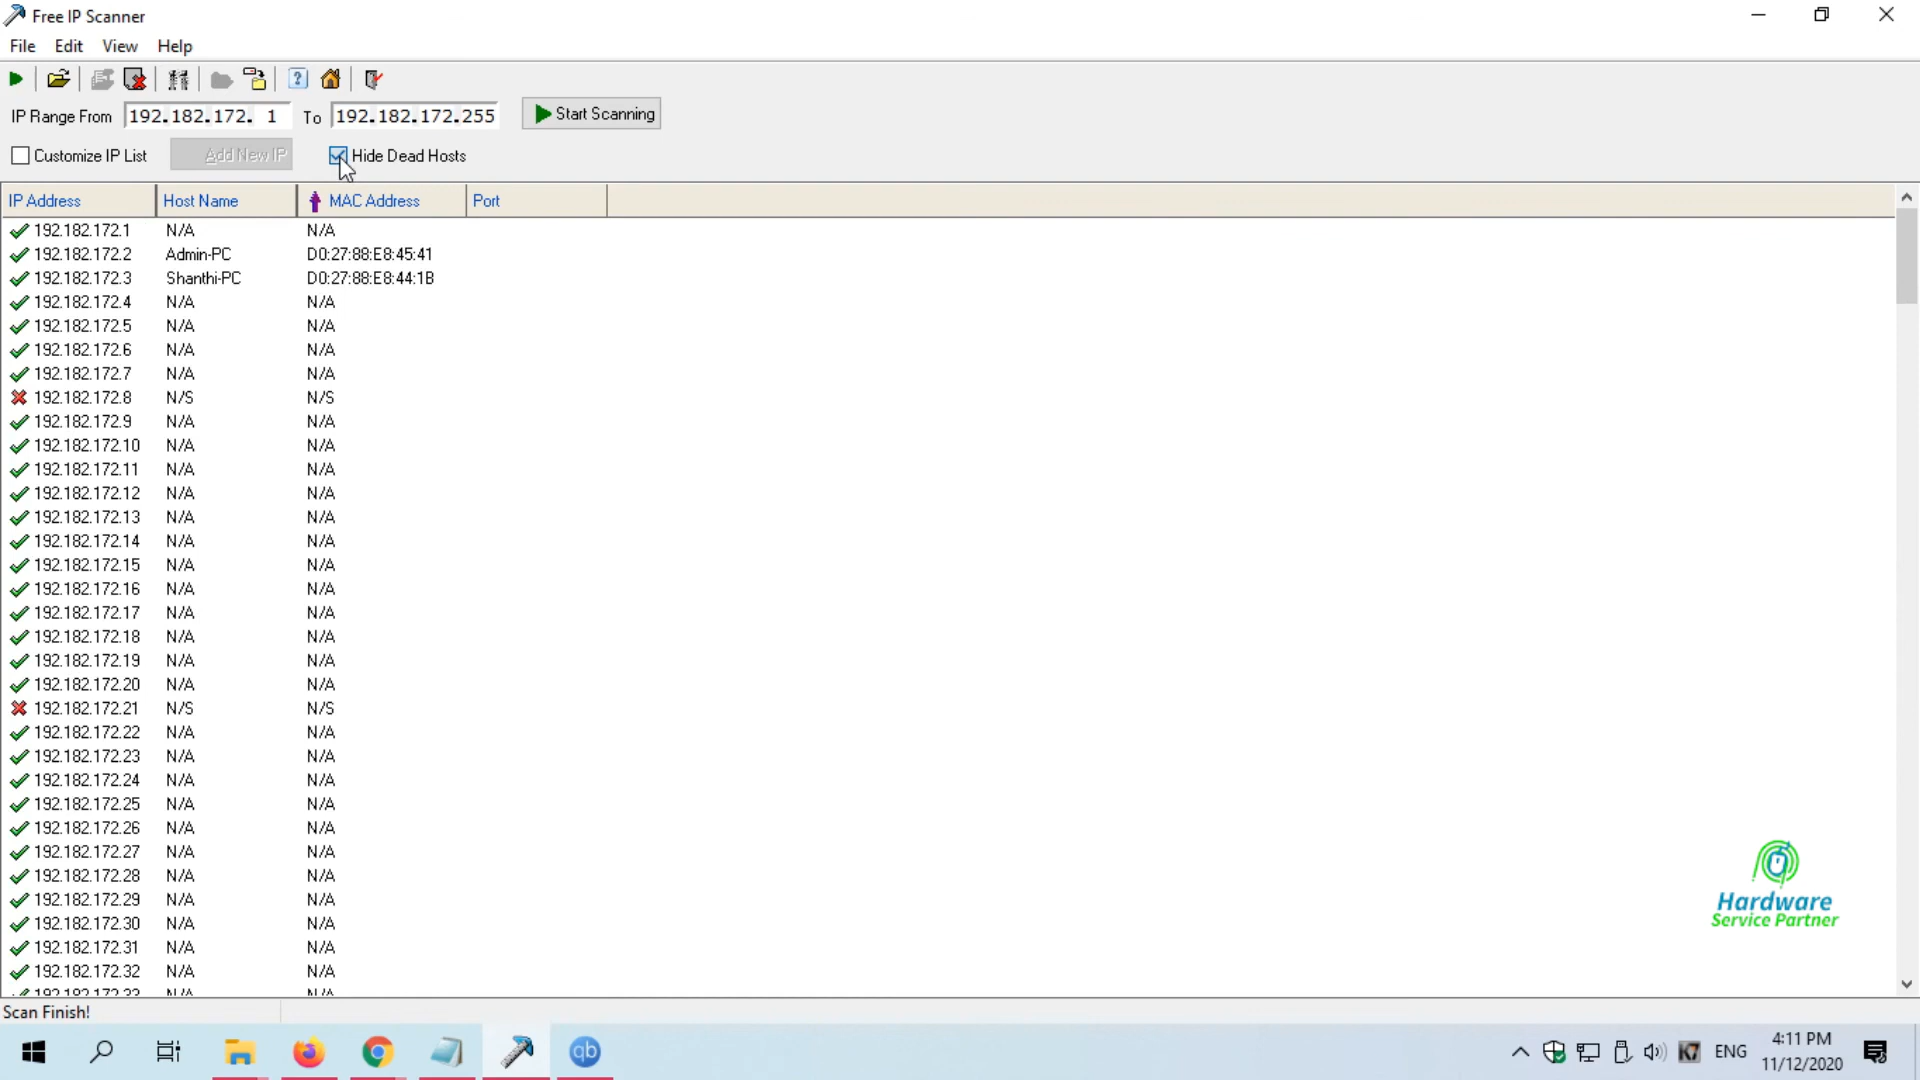 Free IP Scanner
File Edit View Help
IP Range From 192.182.172. 1 To 192.182.172.255 Start Scanning
Customize IP List Add New IP Hide Dead Hosts
IP Address Host Name MAC Address Port
192.182.172.1 N/A N/A
192.182.172.2 Admin-PC D0:27:88:E8:45:41
192.182.172.3 Shanthi-PC D0:27:88:E8:44:1B
192.182.172.4 N/A N/A
192.182.172.5 N/A N/A
192.182.172.6 N/A N/A
192.182.172.7 N/A N/A
192.182.172.8 N/S N/S
192.182.172.9 N/A N/A
192.182.172.10 N/A N/A
192.182.172.11 N/A N/A
192.182.172.12 N/A N/A
192.182.172.13 N/A N/A
192.182.172.14 N/A N/A
192.182.172.15 N/A N/A
192.182.172.16 N/A N/A
192.182.172.17 N/A N/A
192.182.172.18 N/A N/A
192.182.172.19 N/A N/A
192.182.172.20 N/A N/A
192.182.172.21 N/S N/S
192.182.172.22 N/A N/A
192.182.172.23 N/A N/A
192.182.172.24 N/A N/A
192.182.172.25 N/A N/A
192.182.172.26 N/A N/A
192.182.172.27 N/A N/A
192.182.172.28 N/A N/A
192.182.172.29 N/A N/A
192.182.172.30 N/A N/A
192.182.172.31 N/A N/A
192.182.172.32 N/A N/A
192.182.172.33 N/A N/A
Hardware
Service Partner
Scan Finish!
qb K7 ENG 4:11 PM
11/12/2020